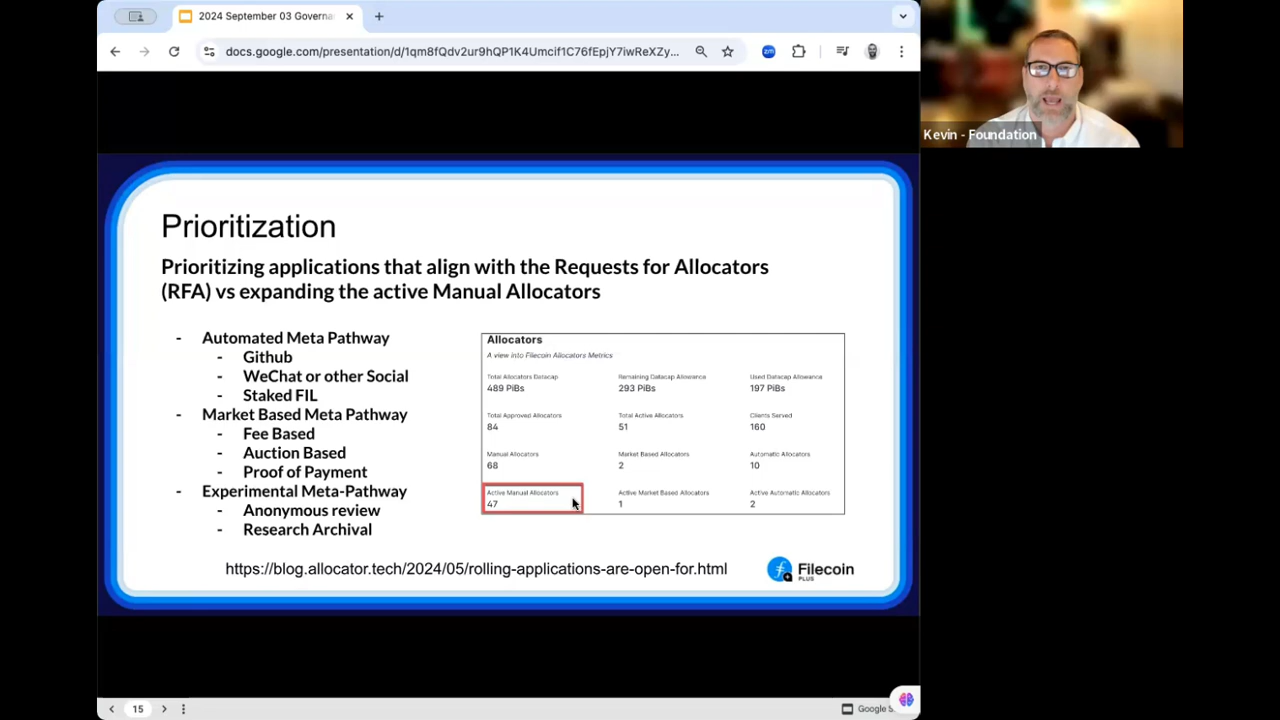 2024 September 03 Governa
docs.google.com/presentation/d/1qm8fQdv2ur9hQP1K4Umcif1C76fEpjY7iwReXZy...
zm
Kevin - Foundation
Prioritization
Prioritizing applications that align with the Requests for Allocators
(RFA) vs expanding the active Manual Allocators
- Automated Meta Pathway
- Github
- WeChat or other Social
- Staked FIL
- Market Based Meta Pathway
- Fee Based
- Auction Based
- Proof of Payment
- Experimental Meta-Pathway
- Anonymous review
- Research Archival
Allocators
A view into Filecoin Allocators Metrics
Total Allocators Datacap
489 PiBs
Remaining Datacap Allowance
293 PiBs
Used Datacap Allowance
197 PiBs
Total Approved Allocators
84
Total Active Allocators
51
Clients Served
160
Manual Allocators
68
Market Based Allocators
2
Automatic Allocators
10
Active Manual Allocators
47
Active Market Based Allocators
1
Active Automatic Allocators
2
https://blog.allocator.tech/2024/05/rolling-applications-are-open-for.html
Filecoin
PLUS
15
Google S